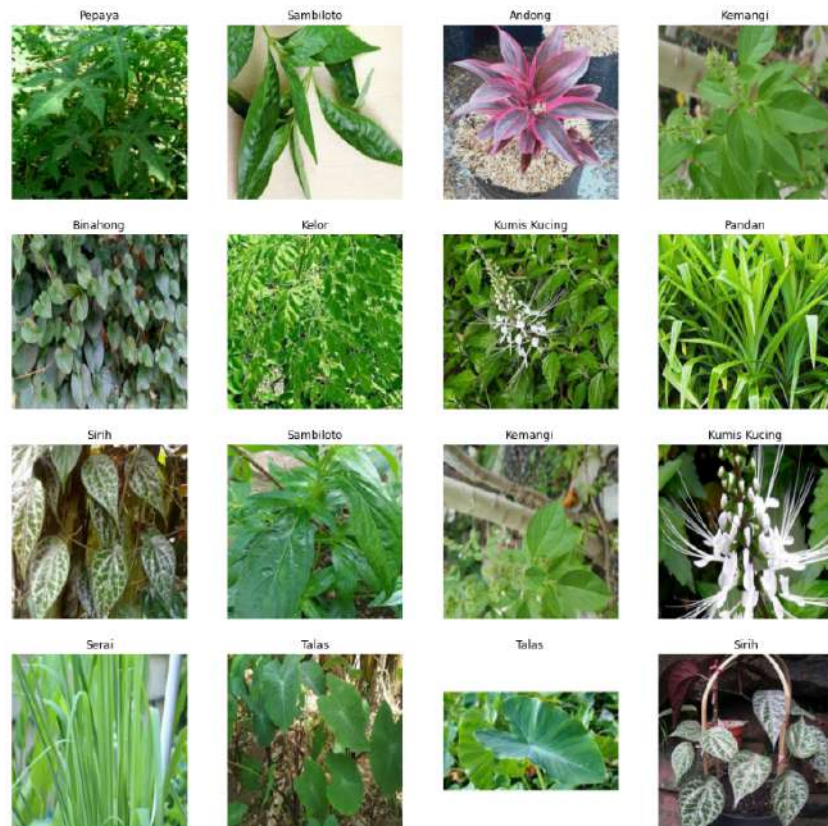 Pepaya Sambiloto Andong Kemangi
Binahong Kelor Kumis Kucing Pandan
Sirih Sambiloto Kemangi Kumis Kucing
Serai Talas Talas Sirih